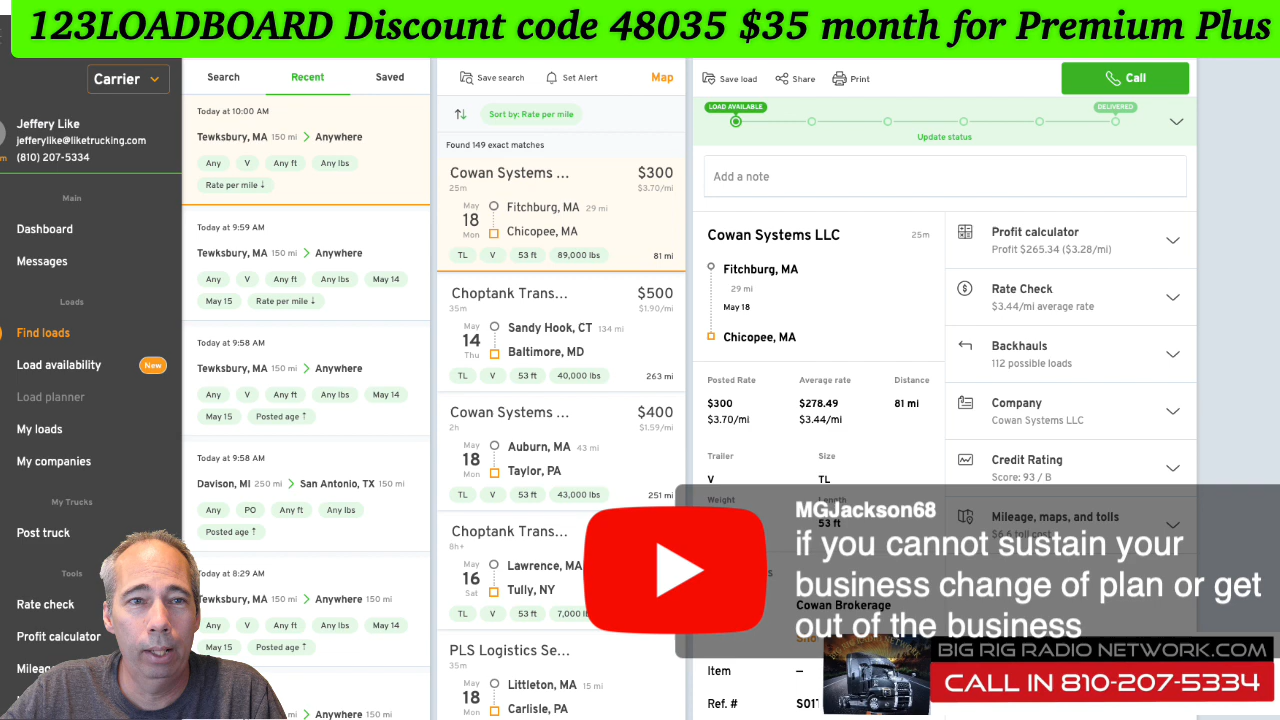 123LOADBOARD Discount code 48035 $35 month for Premium Plus
Carrier
Jeffery Like
jefferylike@liketrucking.com
(810) 207-5334
Main
Dashboard
Messages
Loads
Find loads
Load availability New
Load planner
My loads
My companies
My Trucks
Post truck
Tools
Rate check
Profit calculator
Search Recent Saved
Today at 10:00 AM
Tewksbury, MA 150 mi > Anywhere
Any V Any ft Any lbs
Rate per mile ↓
Today at 9:59 AM
Tewksbury, MA 150 mi > Anywhere
Any V Any ft Any lbs May 14
May 15 Rate per mile ↓
Today at 9:58 AM
Tewksbury, MA 150 mi > Anywhere
Any V Any ft Any lbs May 14
May 15 Posted age ↑
Today at 9:58 AM
Davison, MI 250 mi > San Antonio, TX 150 mi
Any PO Any ft Any lbs
Posted age ↑
Today at 8:29 AM
Tewksbury, MA 150 mi > Anywhere 150 mi
Any V Any ft Any lbs May 14
May 15 Posted age ↑
mi > Anywhere 150 mi
Save search Set Alert Map
Sort by: Rate per mile
Found 149 exact matches
Cowan Systems ... $300
25m $3.70/mi
May 18 Mon
Fitchburg, MA 29 mi
Chicopee, MA
TL V 53 ft 89,000 lbs 81 mi
Choptank Trans... $500
35m $1.90/mi
May 14 Thu
Sandy Hook, CT 134 mi
Baltimore, MD
TL V 53 ft 40,000 lbs 263 mi
Cowan Systems ... $400
2h $1.59/mi
May 18 Mon
Auburn, MA 43 mi
Taylor, PA
TL V 53 ft 43,000 lbs 251 mi
Choptank Trans...
8h+
May 16 Sat
Lawrence, MA
Tully, NY
TL V 53 ft 7,000 lbs
PLS Logistics Se...
35m
May 18
Littleton, MA 15 mi
Carlisle, PA
Save load Share Print Call
LOAD AVAILABLE DELIVERED
Update status
Add a note
Cowan Systems LLC 25m
Fitchburg, MA
29 mi
May 18
Chicopee, MA
Posted Rate Average rate Distance
$300 $278.49 81 mi
$3.70/mi $3.44/mi
Trailer Size
V TL
Weight Length
53 ft
Cowan Brokerage
Item –
Ref. #
Profit calculator
Profit $265.34 ($3.28/mi)
Rate Check
$3.44/mi average rate
Backhauls
112 possible loads
Company
Cowan Systems LLC
Credit Rating
Score: 93 / B
Mileage, maps, and tolls
MGJackson68
if you cannot sustain your
business change of plan or get
out of the business
BIG RIG RADIO NETWORK.COM
CALL IN 810-207-5334